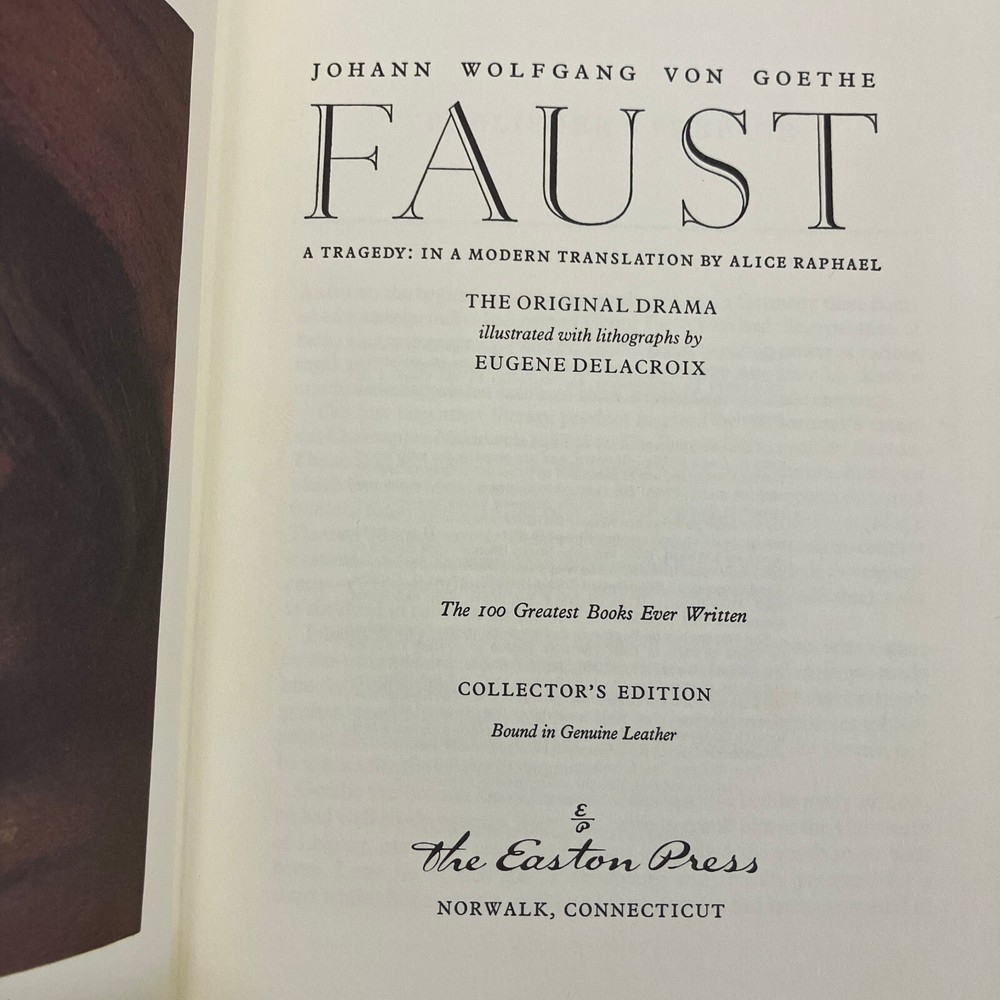 JOHANN WOLFGANG VON GOETHE
FAUST
A TRAGEDY: IN A MODERN TRANSLATION BY ALICE RAPHAEL
THE ORIGINAL DRAMA
illustrated with lithographs by
EUGENE DELACROIX
The 100 Greatest Books Ever Written
COLLECTOR'S EDITION
Bound in Genuine Leather
E
P
The Easton Press
NORWALK, CONNECTICUT